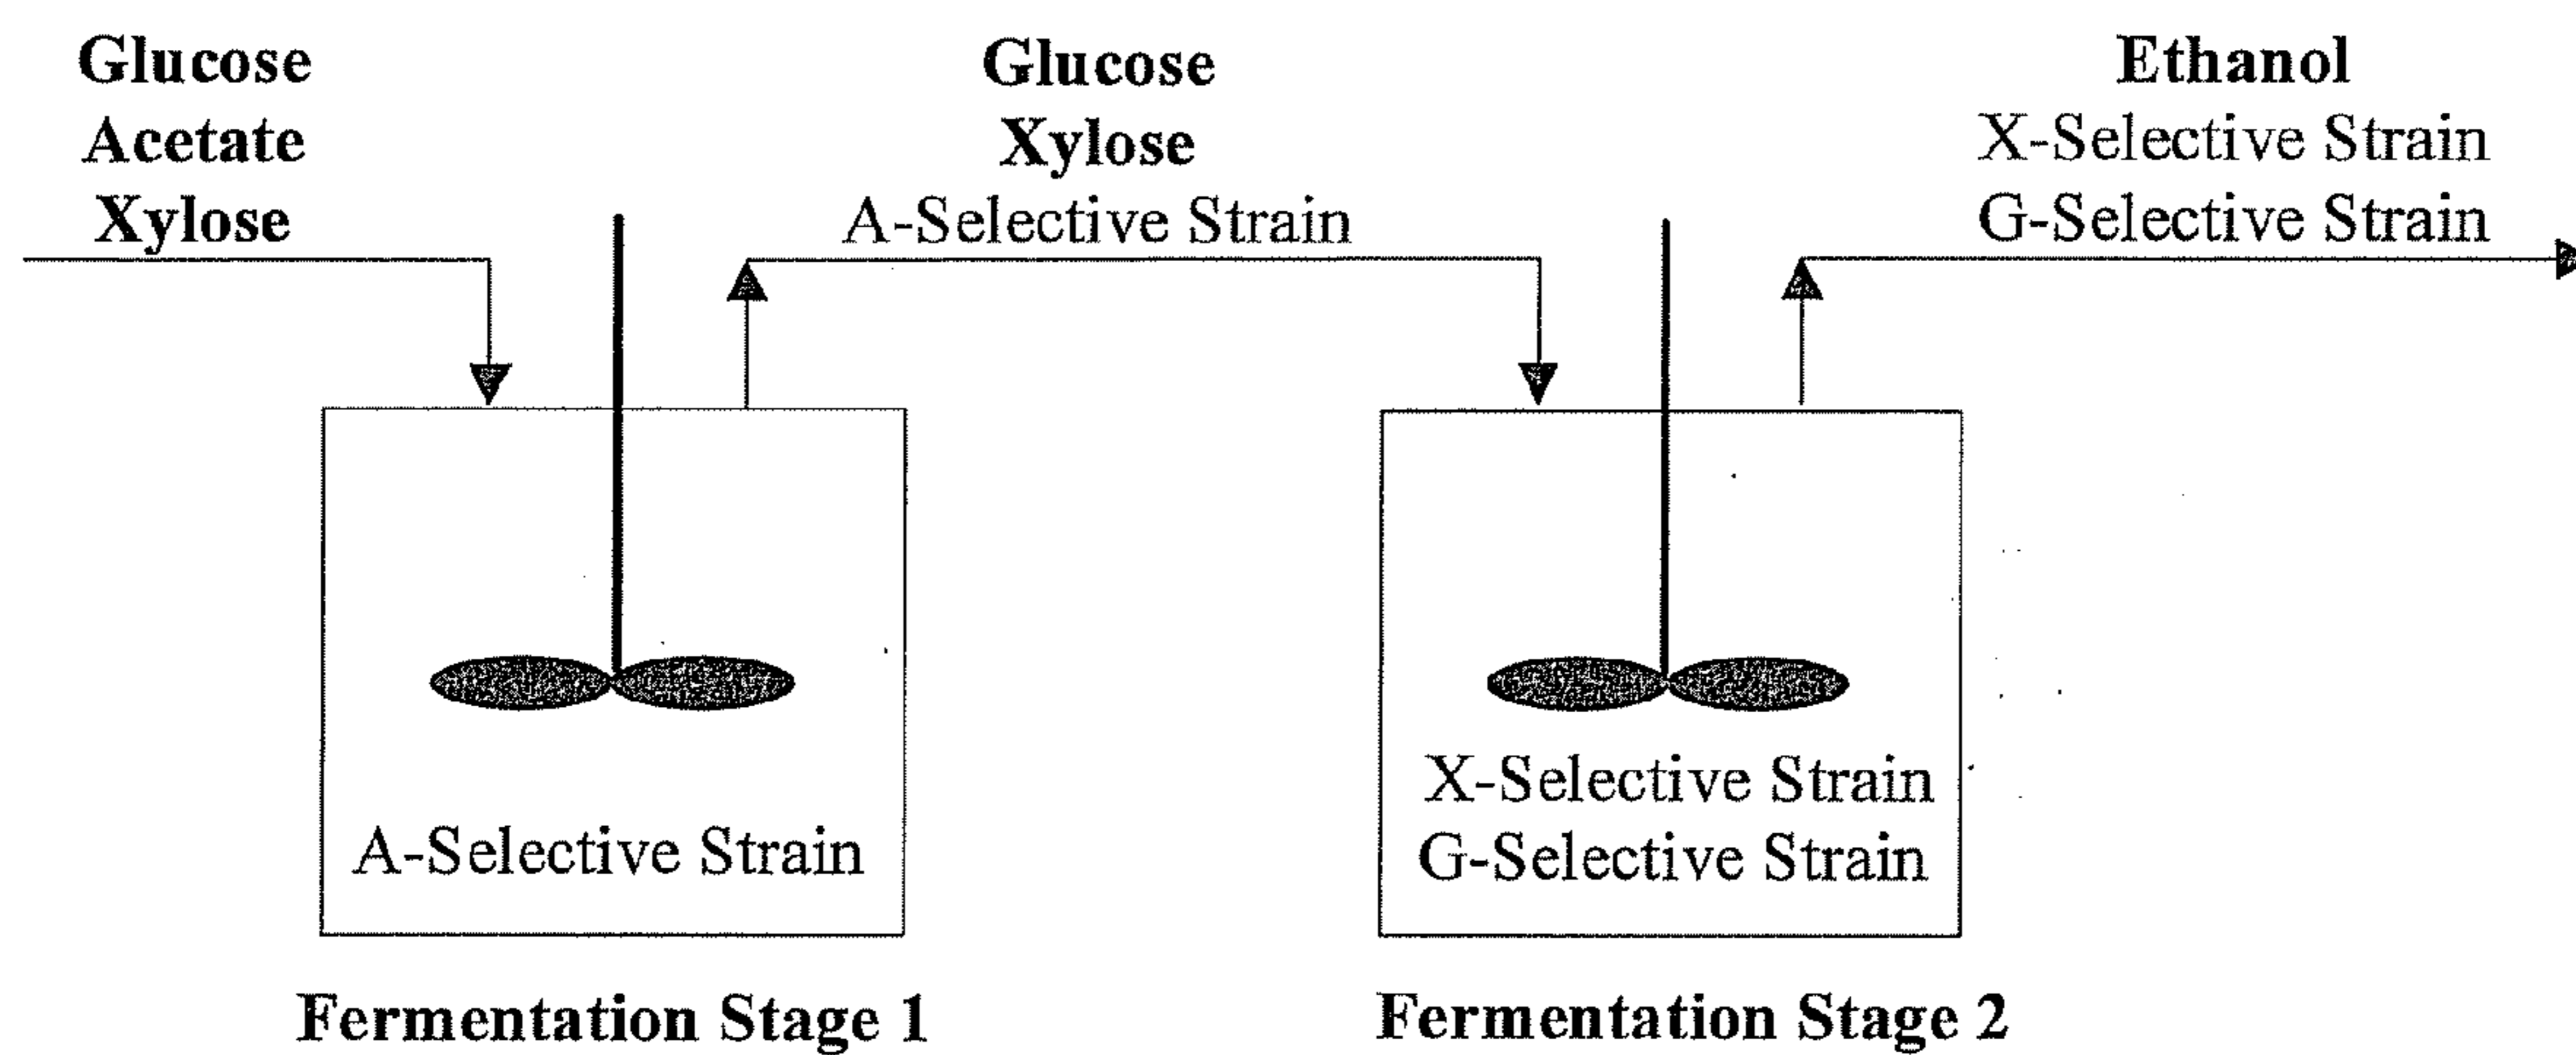 Glucose
Acetate
Xylose
Glucose
Xylose
A-Selective Strain
Ethanol
X-Selective Strain
G-Selective Strain
A-Selective Strain
X-Selective Strain
G-Selective Strain
Fermentation Stage 1
Fermentation Stage 2